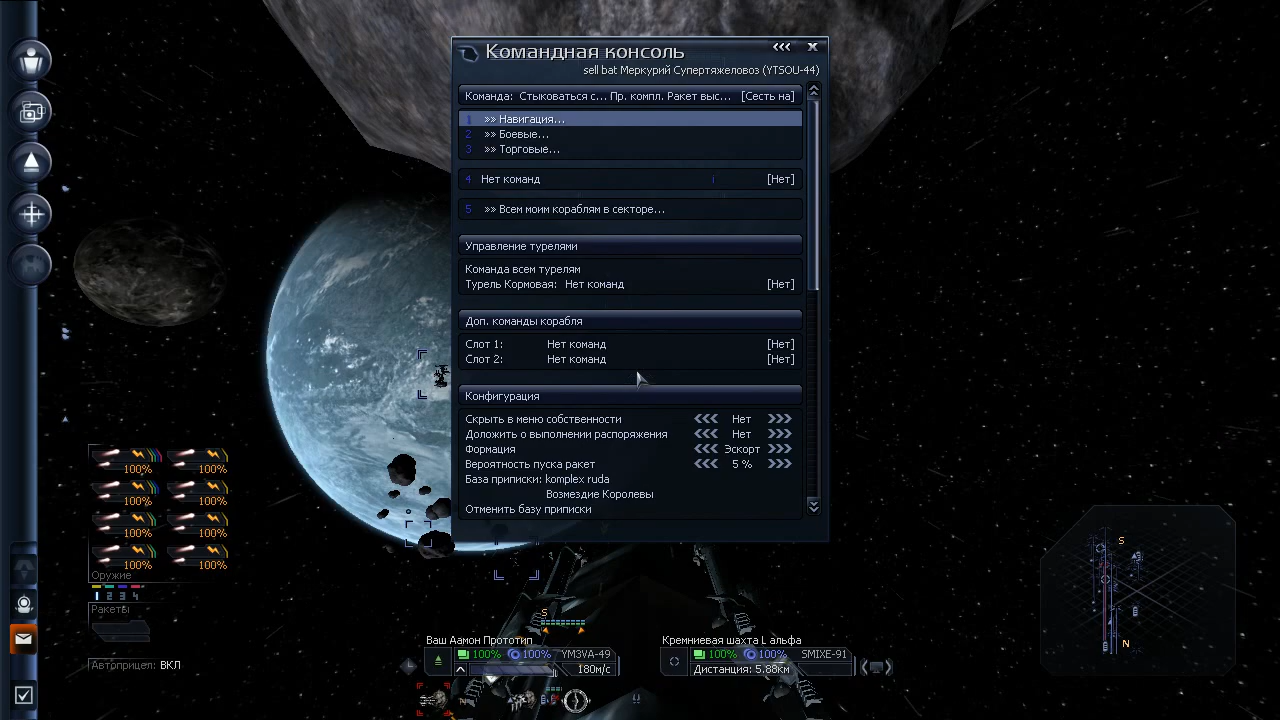 Командная консоль
sell bat Меркурий Супертяжеловоз (YTSOU-44)
Команда: Стыковаться с... Пр. компл. Ракет выс... [Сесть на]
1 »» Навигация...
2 »» Боевые...
3 »» Торговые...
4 Нет команд i [Нет]
5 »» Всем моим кораблям в секторе...
Управление турелями
Команда всем турелям
Турель Кормовая: Нет команд [Нет]
Доп. команды корабля
Слот 1: Нет команд [Нет]
Слот 2: Нет команд [Нет]
Конфигурация
Скрыть в меню собственности Нет
Доложить о выполнении распоряжения Нет
Формация Эскорт
Вероятность пуска ракет 5 %
База приписки: komplex ruda
Возмездие Королевы
Отменить базу приписки
100% 100%
100% 100%
100% 100%
100% 100%
Оружие
1 2 3 4
Ракеты
Автоприцел: ВКЛ
S
Ваш Аамон Прототип
100% 100% YM3VA-49
180м/с
N
Кремниевая шахта L альфа
100% 100% SMIXE-91
Дистанция: 5.88км
S
N